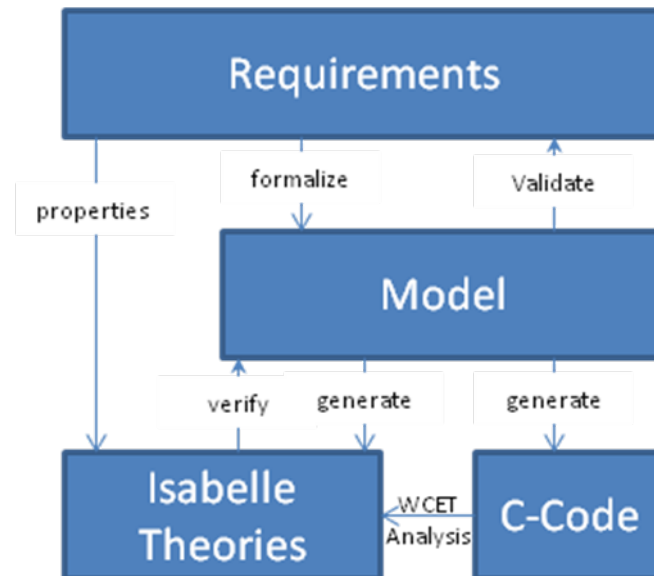 Requirements
formalize
Validate
properties
Model
verify
generate
generate
Isabelle
Theories
WCET
Analysis
C-Code